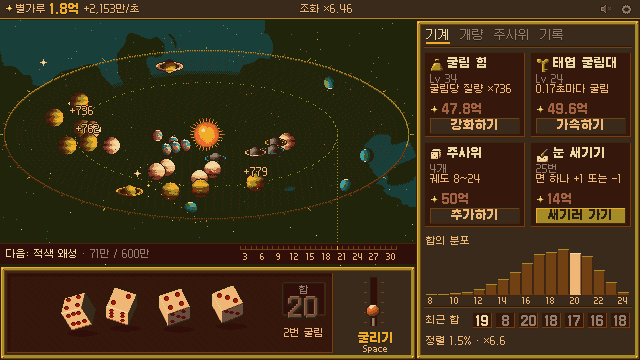 별가루 1.8억 +2,153만/초
조화 ×6.46
+736
+762
+779
다음: 적색 왜성 · 71만 / 600만
3 6 9 12 15 18 21 24 27 30
합
20
2번 굴림
굴리기
Space
기계 개량 주사위 기록
굴림 힘
Lv 34
굴림당 질량 ×736
47.8억
강화하기
태엽 굴림대
Lv 24
0.17초마다 굴림
49.6억
가속하기
주사위
4개
궤도 8~24
50억
추가하기
눈 새기기
25번
면 하나 +1 또는 -1
14억
새기러 가기
합의 분포
8 10 12 14 16 18 20 22 24
최근 합 19 8 20 18 17 16 18
정렬 1.5% · ×6.6